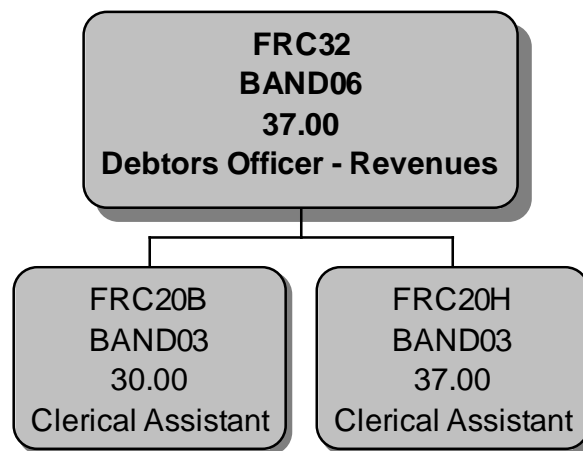 FRC32
BAND06
37.00
Debtors Officer - Revenues
FRC20B
BAND03
30.00
Clerical Assistant
FRC20H
BAND03
37.00
Clerical Assistant